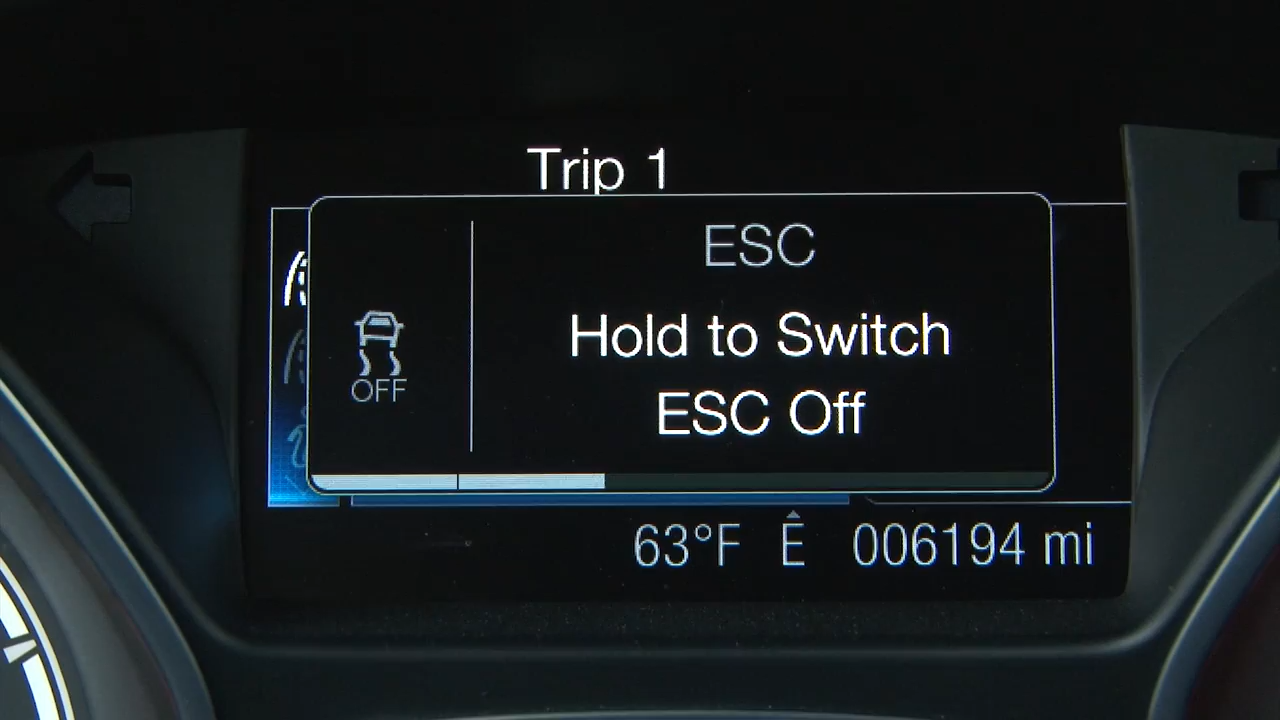 Trip 1
ESC
Hold to Switch
ESC Off
OFF
63°F E 006194 mi